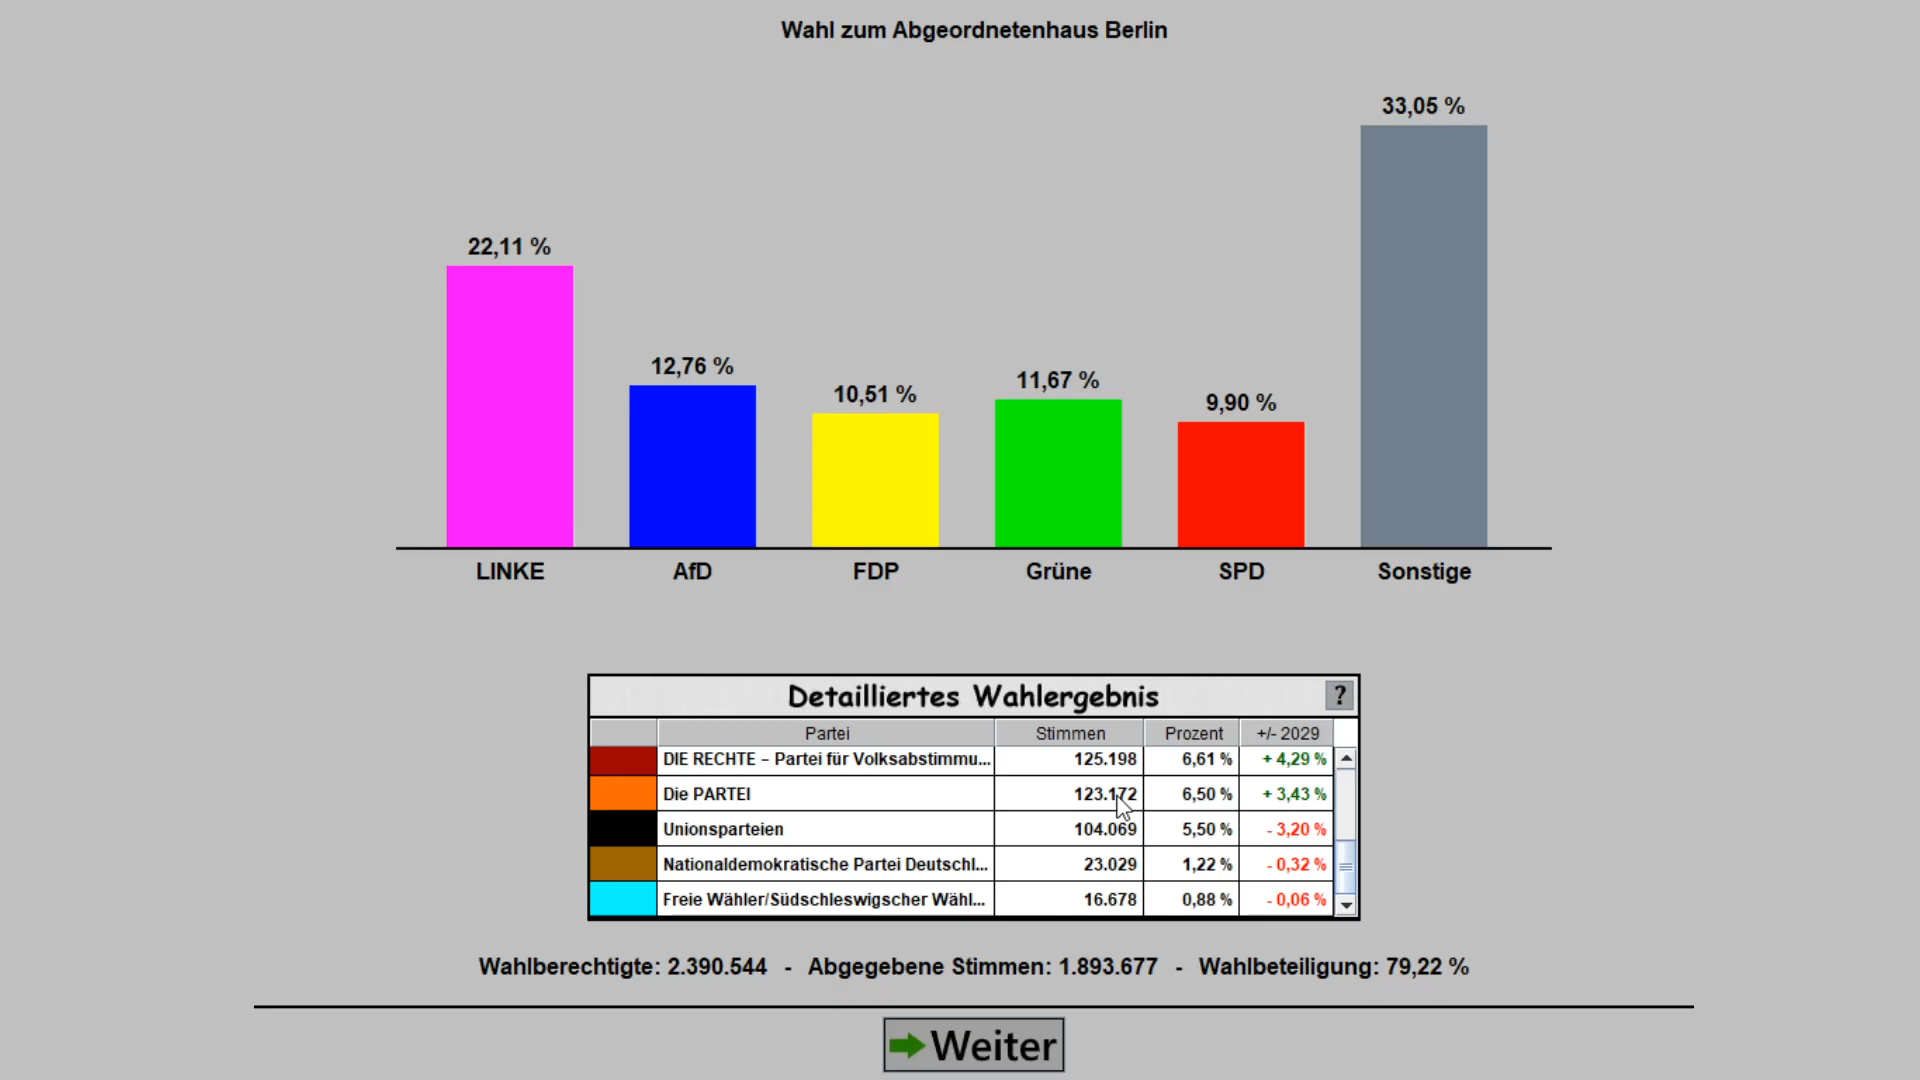 Wahl zum Abgeordnetenhaus Berlin
33,05 %
22,11 %
12,76 %
11,67 %
10,51 %
9,90 %
LINKE AfD FDP Grüne SPD Sonstige
Detailliertes Wahlergebnis ?
Partei Stimmen Prozent +/- 2029
DIE RECHTE – Partei für Volksabstimmu... 125.198 6,61 % + 4,29 %
Die PARTEI 123.172 6,50 % + 3,43 %
Unionsparteien 104.069 5,50 % - 3,20 %
Nationaldemokratische Partei Deutschl... 23.029 1,22 % - 0,32 %
Freie Wähler/Südschleswigscher Wähl... 16.678 0,88 % - 0,06 %
Wahlberechtigte: 2.390.544 - Abgegebene Stimmen: 1.893.677 - Wahlbeteiligung: 79,22 %
Weiter